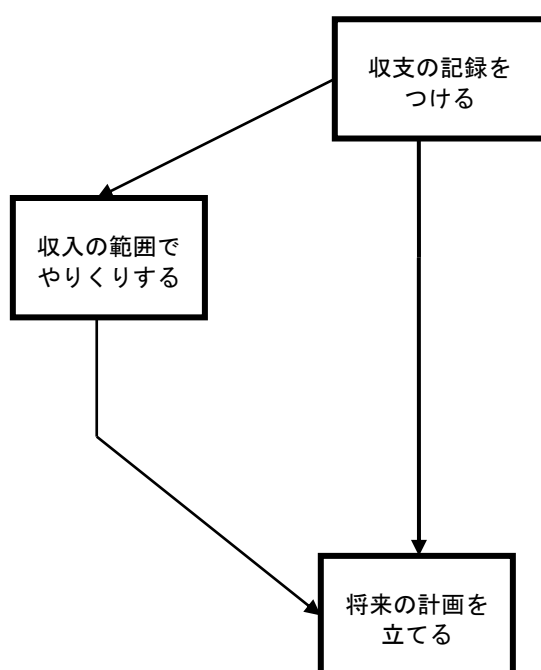 収支の記録を
つける
収入の範囲で
やりくりする
将来の計画を
立てる